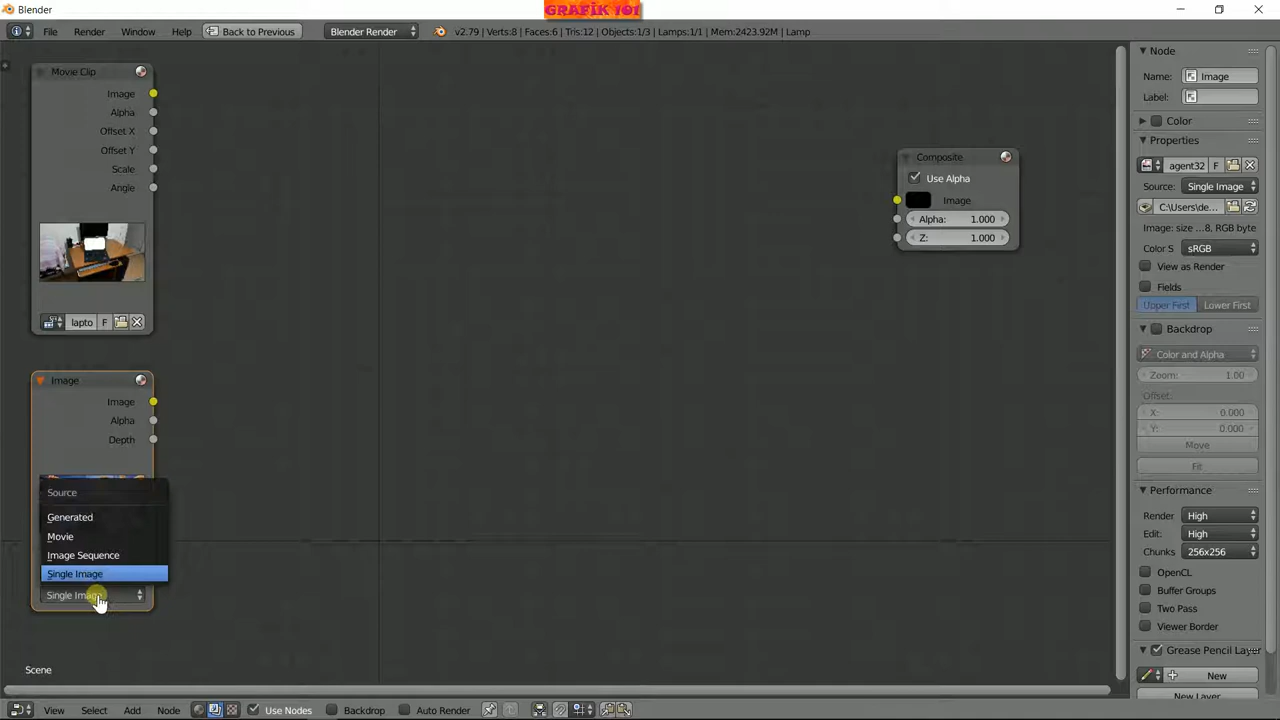 Blender
GRAFİK 101
File Render Window Help Back to Previous Blender Render v2.79 | Verts:8 | Faces:6 | Tris:12 | Objects:1/3 | Lamps:1/1 | Mem:2423.92M | Lamp
Movie Clip
Image
Alpha
Offset X
Offset Y
Scale
Angle
lapto F
Image
Image
Alpha
Depth
Source
Generated
Movie
Image Sequence
Single Image
Single Imag
Scene
Composite
Use Alpha
Image
Alpha: 1.000
Z: 1.000
Node
Name: Image
Label:
Color
Properties
agent32 F
Source: Single Image
C:\Users\de...
Image: size ...8, RGB byte
Color S sRGB
View as Render
Fields
Upper First Lower First
Backdrop
Color and Alpha
Zoom: 1.00
Offset:
X: 0.000
Y: 0.000
Move
Fit
Performance
Render High
Edit: High
Chunks 256x256
OpenCL
Buffer Groups
Two Pass
Viewer Border
Grease Pencil Layer
New
New Layer
View Select Add Node Use Nodes Backdrop Auto Render